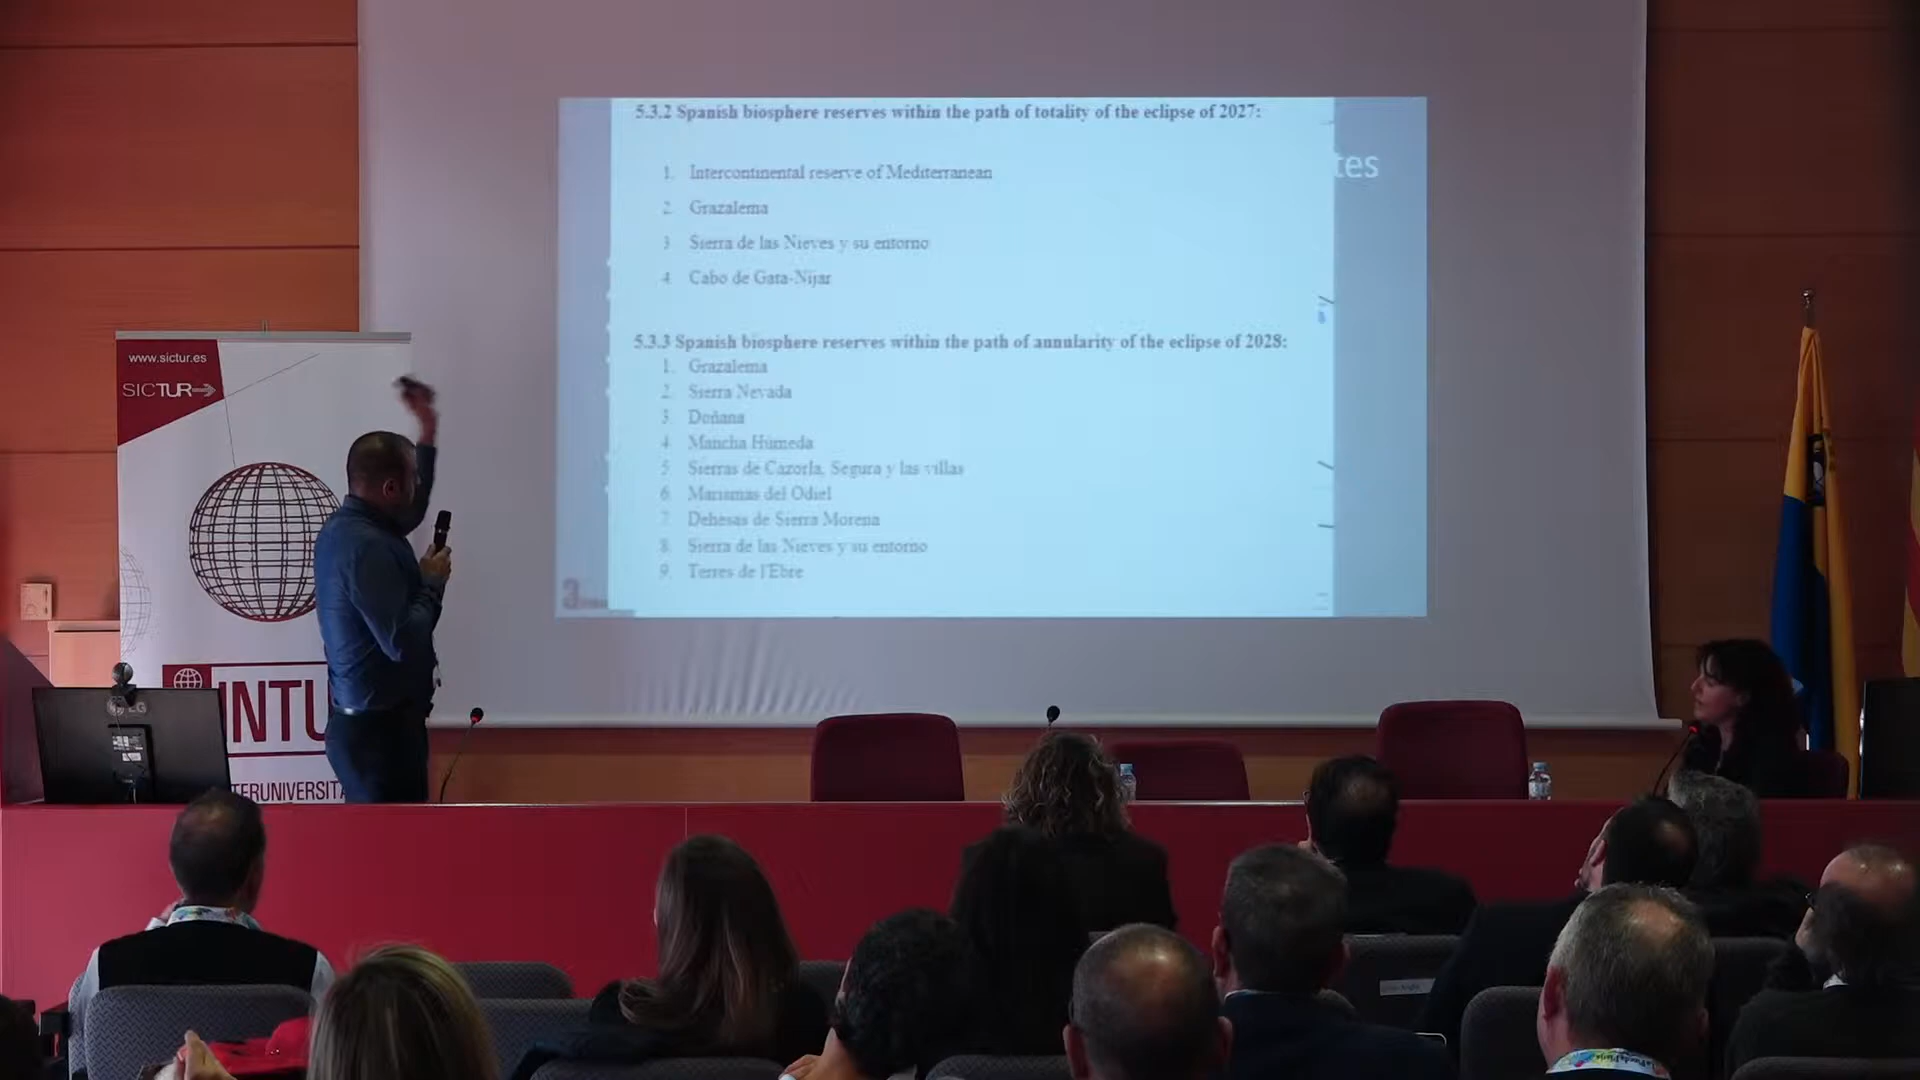 5.3.2 Spanish biosphere reserves within the path of totality of the eclipse of 2027:
1. Intercontinental reserve of Mediterranean
2. Grazalema
3. Sierra de las Nieves y su entorno
4. Cabo de Gata-Níjar
5.3.3 Spanish biosphere reserves within the path of annularity of the eclipse of 2028:
1. Grazalema
2. Sierra Nevada
3. Doñana
4. Mancha Húmeda
5. Sierras de Cazorla, Segura y las villas
6. Marismas del Odiel
7. Dehesas de Sierra Morena
8. Sierra de las Nieves y su entorno
9. Terres de l'Ebre
tes
3
www.sictur.es
SICTUR
INTU
TERUNIVERSITA
LG